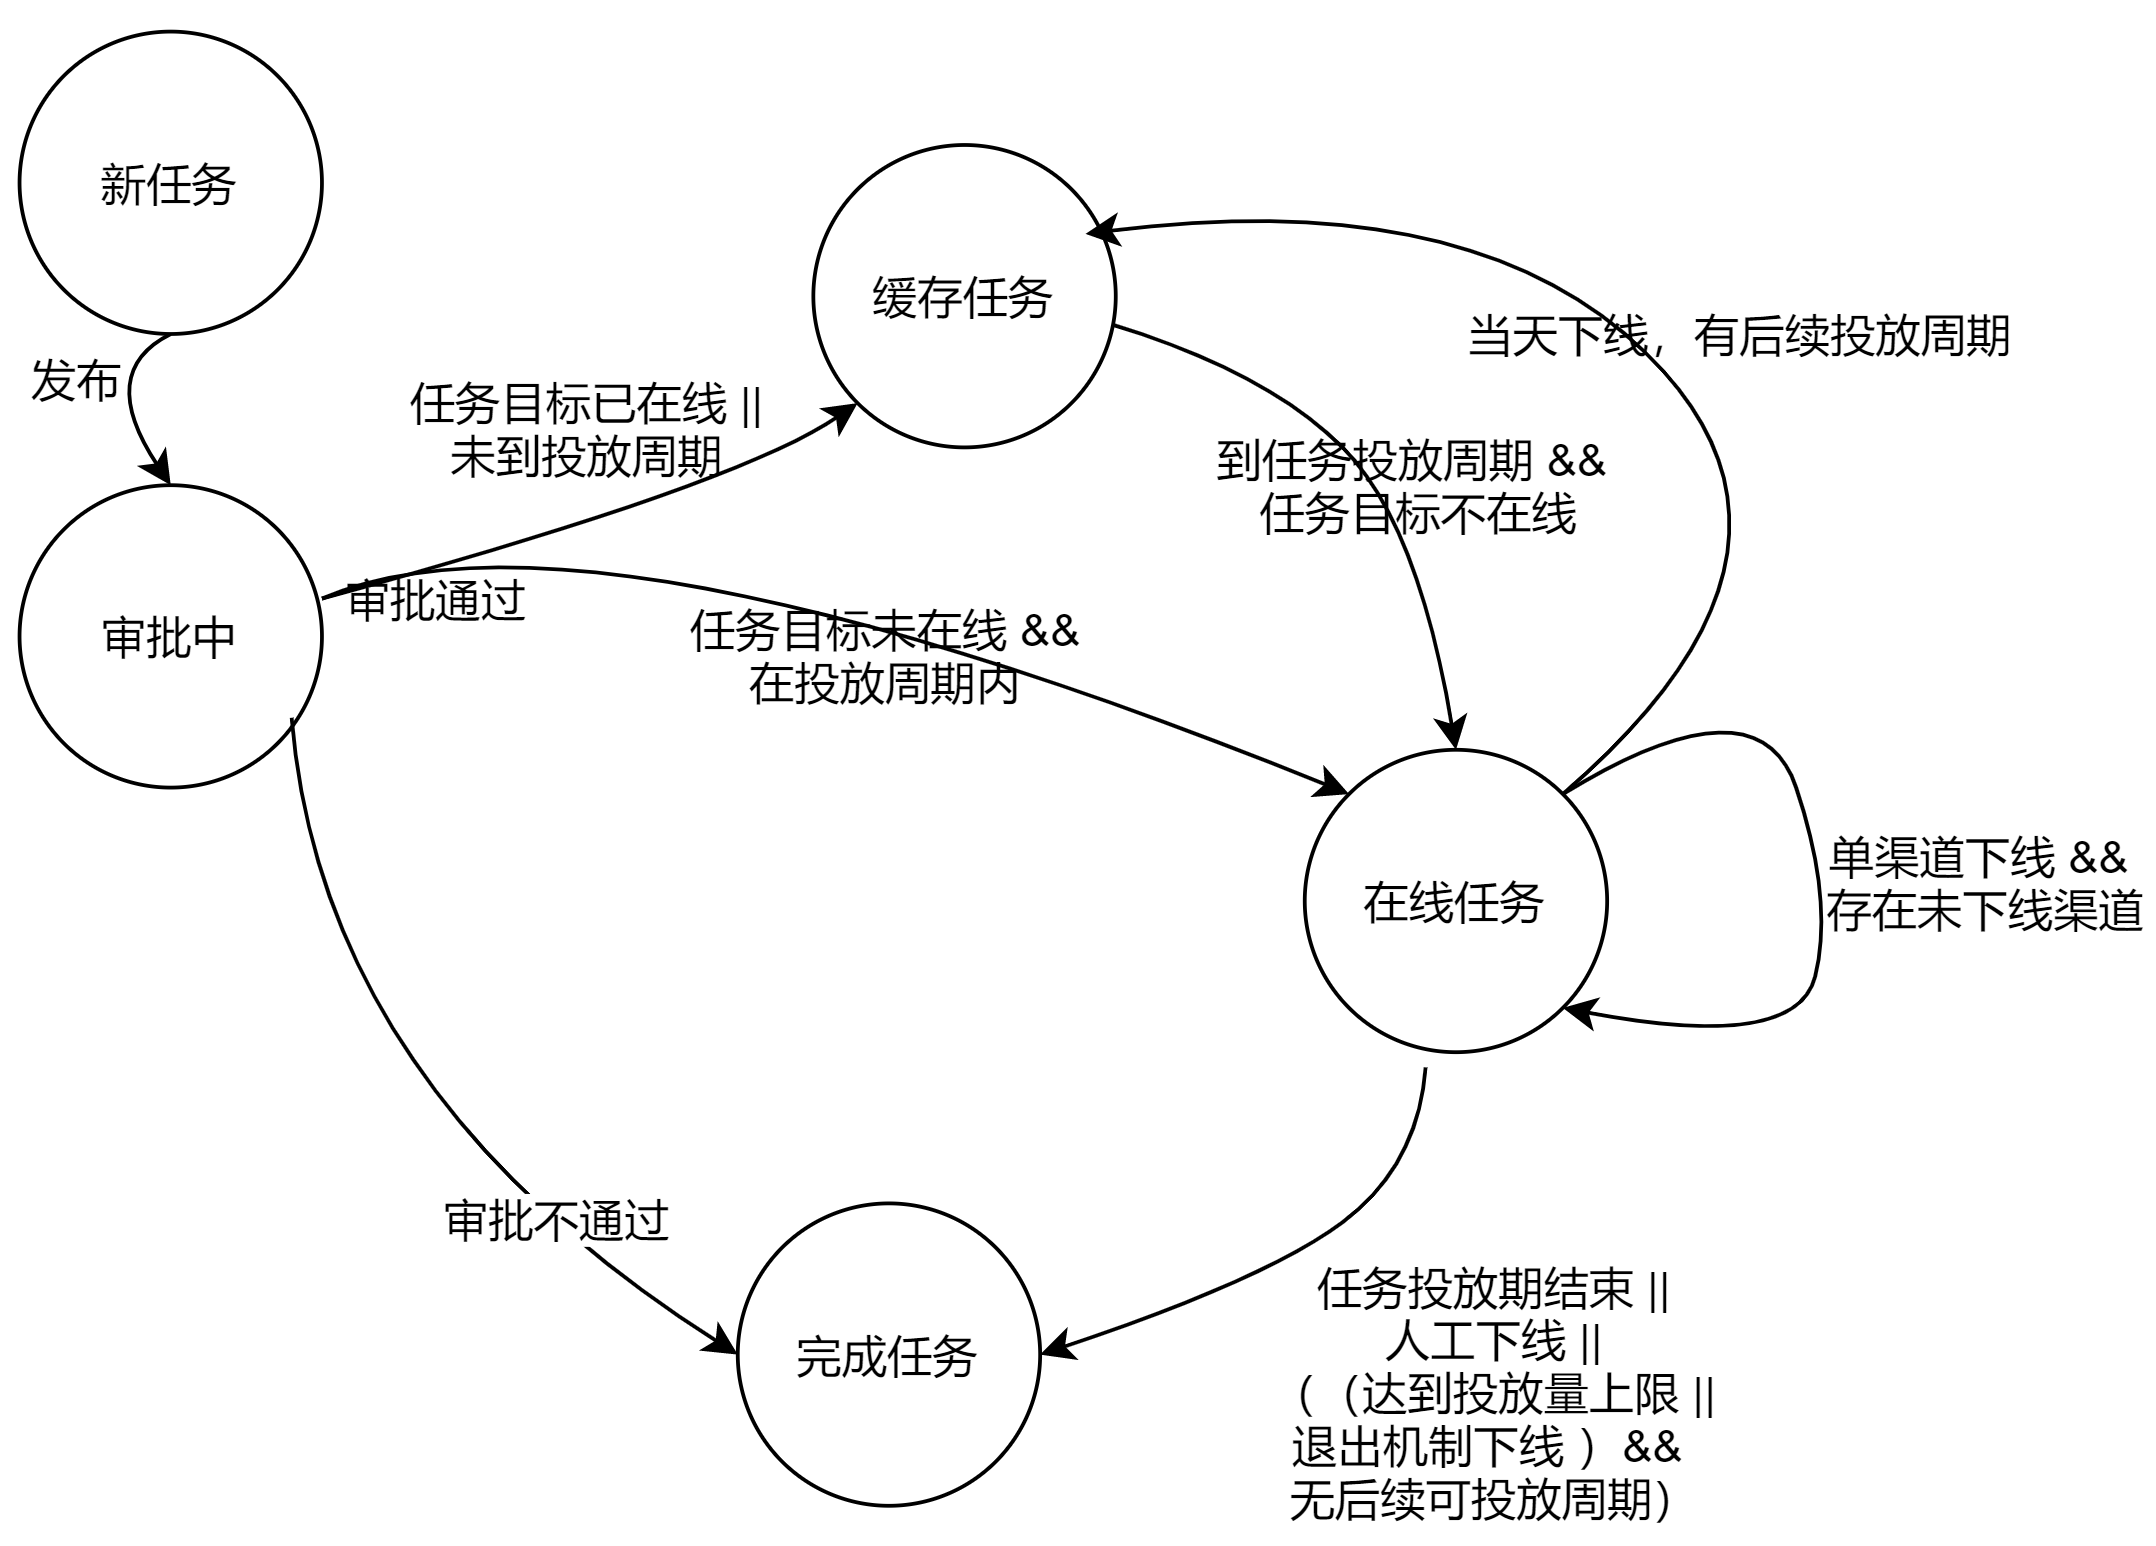 新任务
发布
审批中
缓存任务
任务目标已在线 ||
未到投放周期
审批通过
任务目标未在线 &&
在投放周期内
当天下线，有后续投放周期
到任务投放周期 &&
任务目标不在线
在线任务
单渠道下线 &&
存在未下线渠道
审批不通过
完成任务
任务投放期结束 ||
人工下线 ||
（（达到投放量上限 ||
退出机制下线 ）&&
无后续可投放周期）